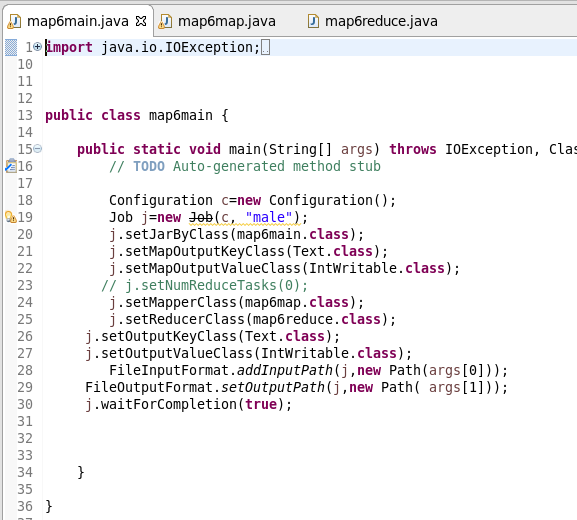 map6main.java map6map.java map6reduce.java
1 import java.io.IOException;
10
11
12
13 public class map6main {
14
15 public static void main(String[] args) throws IOException, Clas
16 // TODO Auto-generated method stub
17
18 Configuration c=new Configuration();
19 Job j=new Job(c, "male");
20 j.setJarByClass(map6main.class);
21 j.setMapOutputKeyClass(Text.class);
22 j.setMapOutputValueClass(IntWritable.class);
23 // j.setNumReduceTasks(0);
24 j.setMapperClass(map6map.class);
25 j.setReducerClass(map6reduce.class);
26 j.setOutputKeyClass(Text.class);
27 j.setOutputValueClass(IntWritable.class);
28 FileInputFormat.addInputPath(j,new Path(args[0]));
29 FileOutputFormat.setOutputPath(j,new Path( args[1]));
30 j.waitForCompletion(true);
31
32
33
34 }
35
36 }